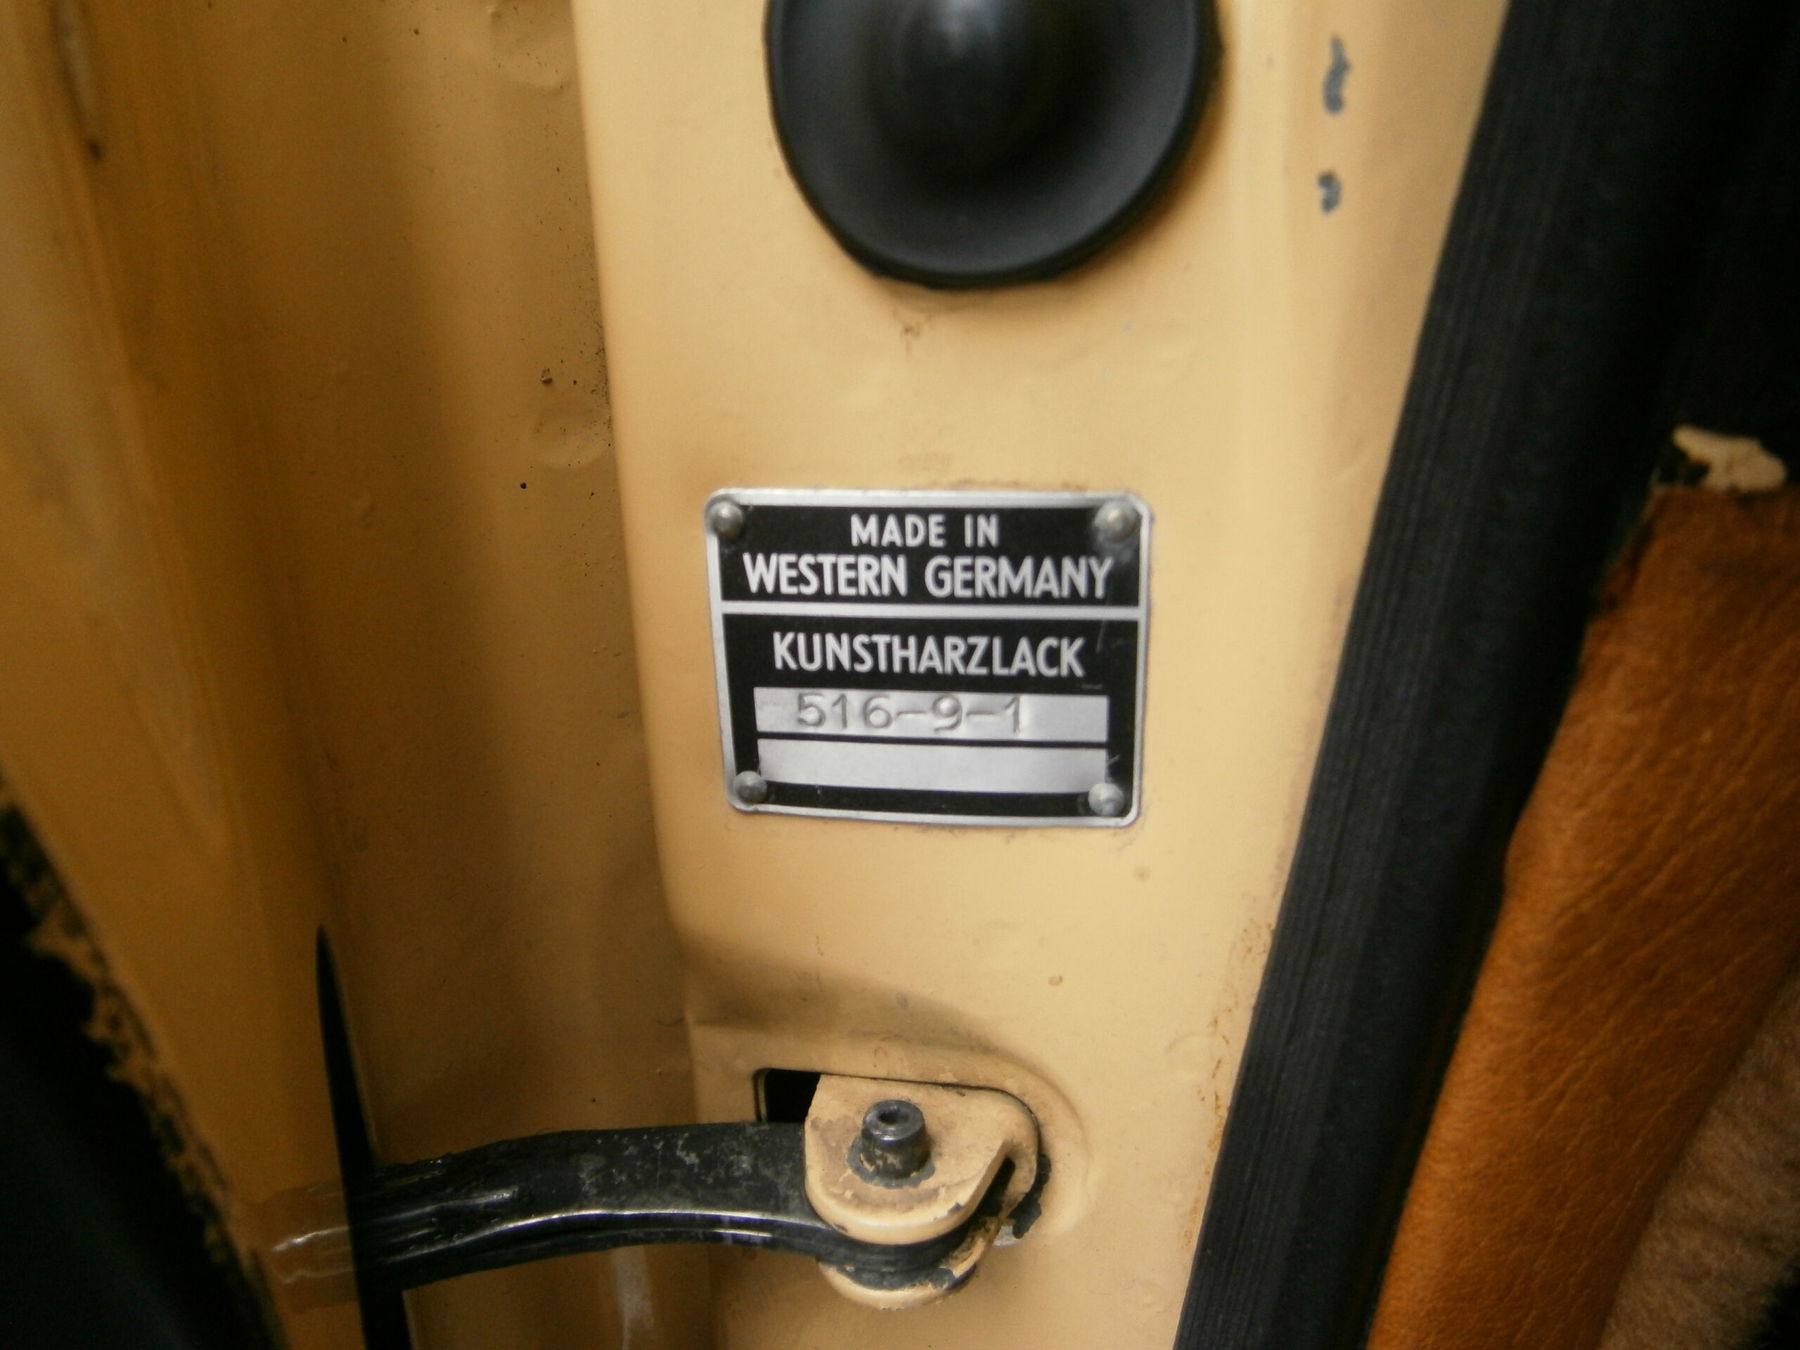 MADE IN
WESTERN GERMANY
KUNSTHARZLACK
516-9-1